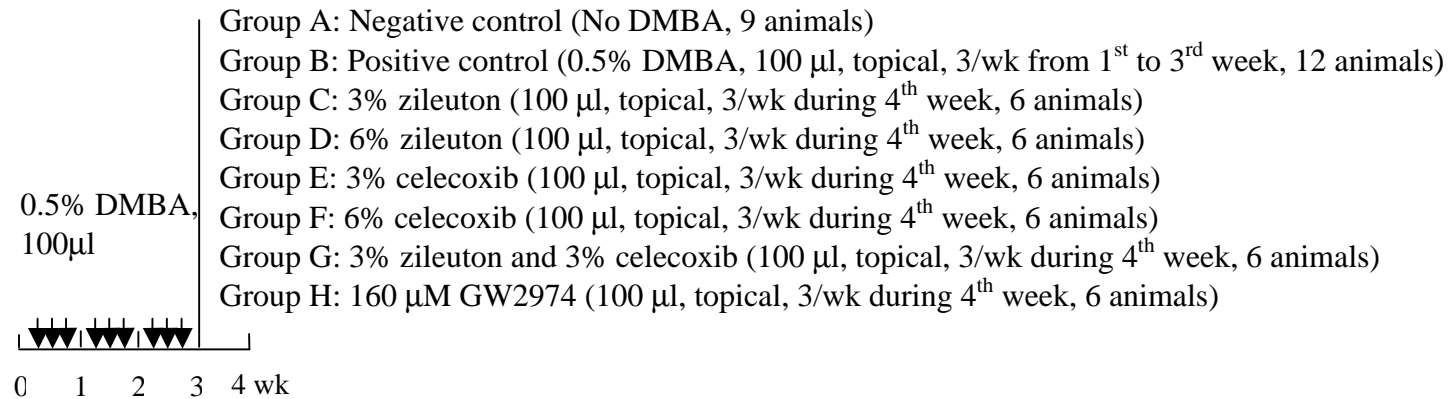 Group A: Negative control (No DMBA, 9 animals)
Group B: Positive control (0.5% DMBA, 100 μl, topical, 3/wk from 1st to 3rd week, 12 animals)
Group C: 3% zileuton (100 μl, topical, 3/wk during 4th week, 6 animals)
Group D: 6% zileuton (100 μl, topical, 3/wk during 4th week, 6 animals)
Group E: 3% celecoxib (100 μl, topical, 3/wk during 4th week, 6 animals)
Group F: 6% celecoxib (100 μl, topical, 3/wk during 4th week, 6 animals)
Group G: 3% zileuton and 3% celecoxib (100 μl, topical, 3/wk during 4th week, 6 animals)
Group H: 160 μM GW2974 (100 μl, topical, 3/wk during 4th week, 6 animals)
0.5% DMBA,
100μl
0 1 2 3 4 wk